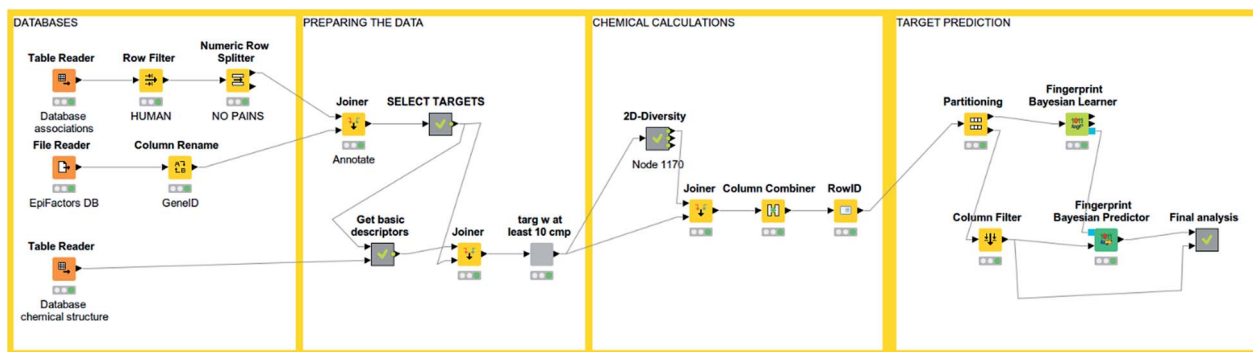 DATABASES
Table Reader
Database
associations
Row Filter
HUMAN
Numeric Row
Splitter
NO PAINS
File Reader
EpiFactors DB
Column Rename
GeneID
Table Reader
Database
chemical structure
PREPARING THE DATA
Joiner
Annotate
SELECT TARGETS
Get basic
descriptors
Joiner
targ w at
least 10 cmp
CHEMICAL CALCULATIONS
2D-Diversity
Node 1170
Joiner
Column Combiner
RowID
TARGET PREDICTION
Partitioning
Fingerprint
Bayesian Learner
Column Filter
Fingerprint
Bayesian Predictor
Final analysis